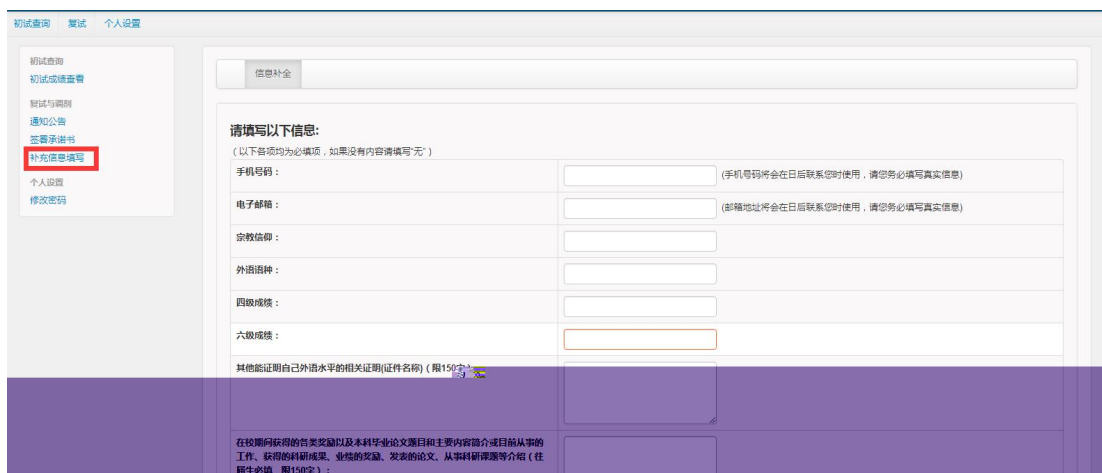 初试查询 复试 个人设置
初试查询
初试成绩查看
复试与调剂
通知公告
签署承诺书
补充信息填写
个人设置
修改密码
信息补全
请填写以下信息:
(以下各项均为必填项，如果没有内容请填写"无")
手机号码： (手机号码将会在日后联系您时使用，请您务必填写真实信息)
电子邮箱： (邮箱地址将会在日后联系您时使用，请您务必填写真实信息)
宗教信仰：
外语语种：
四级成绩：
六级成绩：
其他能证明自己外语水平的相关证明(证件名称)(限150字
在校期间获得的各类奖励以及本科毕业论文题目和主要内容简介或目前从事的
工作、获得的科研成果、业绩的奖励、发表的论文、从事科研课题等介绍(往
届生必填，限150字)：